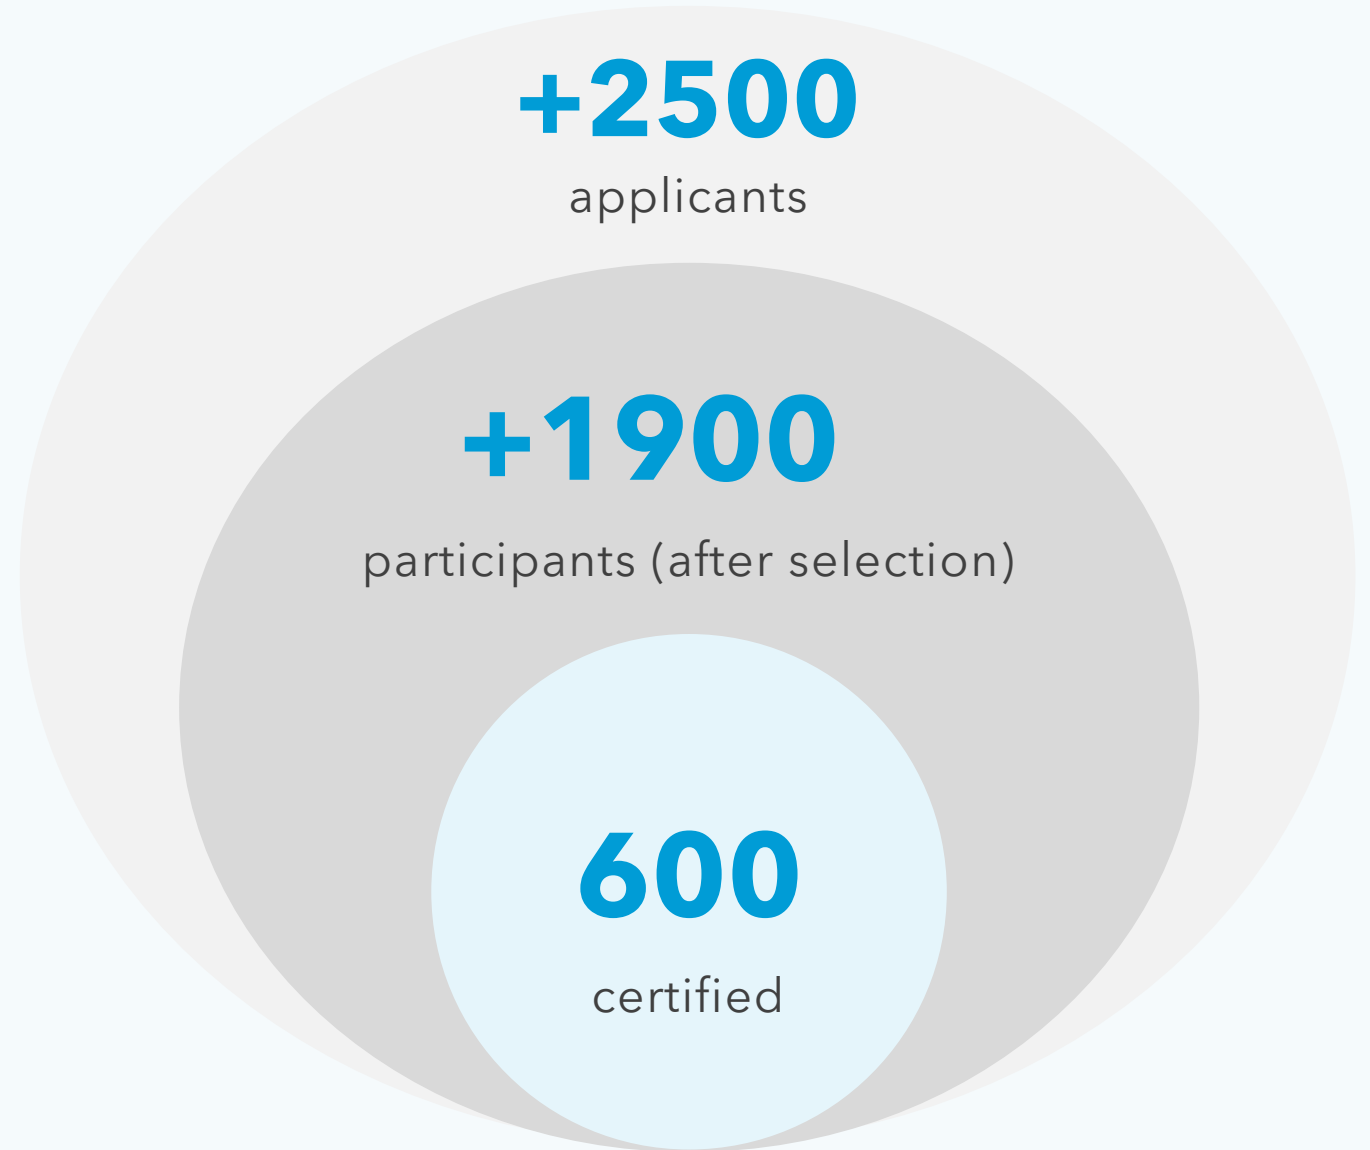 +2500
applicants
+1900
participants (after selection)
600
certified